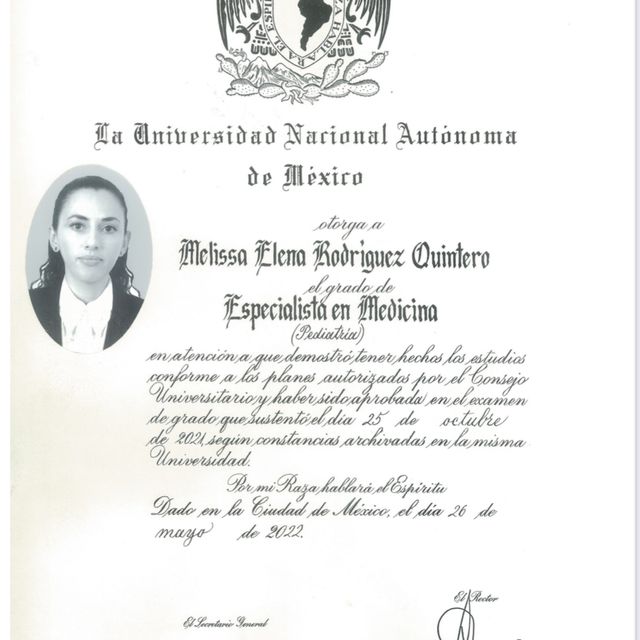 HABLARA EL ESPI
La Universidad Nacional Autónoma
de México
otorga a
Melissa Elena Rodríguez Quintero
el grado de
Especialista en Medicina
(Pediatría)
en atención a que demostró tener hechos los estudios
conforme a los planes autorizados por el Consejo
Universitario y haber sido aprobada en el examen
de grado que sustentó el día 25 de octubre
de 2021, según constancias archivadas en la misma
Universidad.
Por mi Raza hablará el Espíritu
Dado en la Ciudad de México, el día 26 de
mayo de 2022.
El Rector
El Secretario General